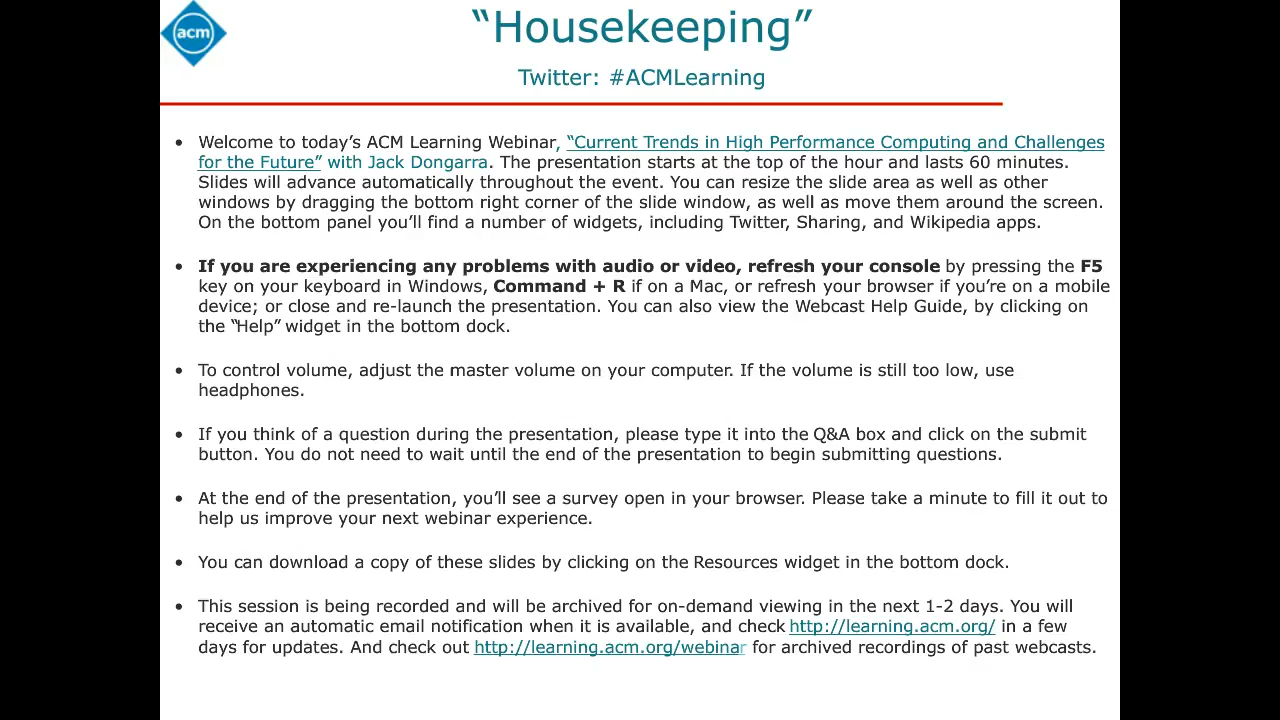 acm
“Housekeeping”
Twitter: #ACMLearning
• Welcome to today’s ACM Learning Webinar, “Current Trends in High Performance Computing and Challenges
for the Future” with Jack Dongarra. The presentation starts at the top of the hour and lasts 60 minutes.
Slides will advance automatically throughout the event. You can resize the slide area as well as other
windows by dragging the bottom right corner of the slide window, as well as move them around the screen.
On the bottom panel you’ll find a number of widgets, including Twitter, Sharing, and Wikipedia apps.
• If you are experiencing any problems with audio or video, refresh your console by pressing the F5
key on your keyboard in Windows, Command + R if on a Mac, or refresh your browser if you’re on a mobile
device; or close and re-launch the presentation. You can also view the Webcast Help Guide, by clicking on
the “Help” widget in the bottom dock.
• To control volume, adjust the master volume on your computer. If the volume is still too low, use
headphones.
• If you think of a question during the presentation, please type it into the Q&A box and click on the submit
button. You do not need to wait until the end of the presentation to begin submitting questions.
• At the end of the presentation, you’ll see a survey open in your browser. Please take a minute to fill it out to
help us improve your next webinar experience.
• You can download a copy of these slides by clicking on the Resources widget in the bottom dock.
• This session is being recorded and will be archived for on-demand viewing in the next 1-2 days. You will
receive an automatic email notification when it is available, and check http://learning.acm.org/ in a few
days for updates. And check out http://learning.acm.org/webinar for archived recordings of past webcasts.